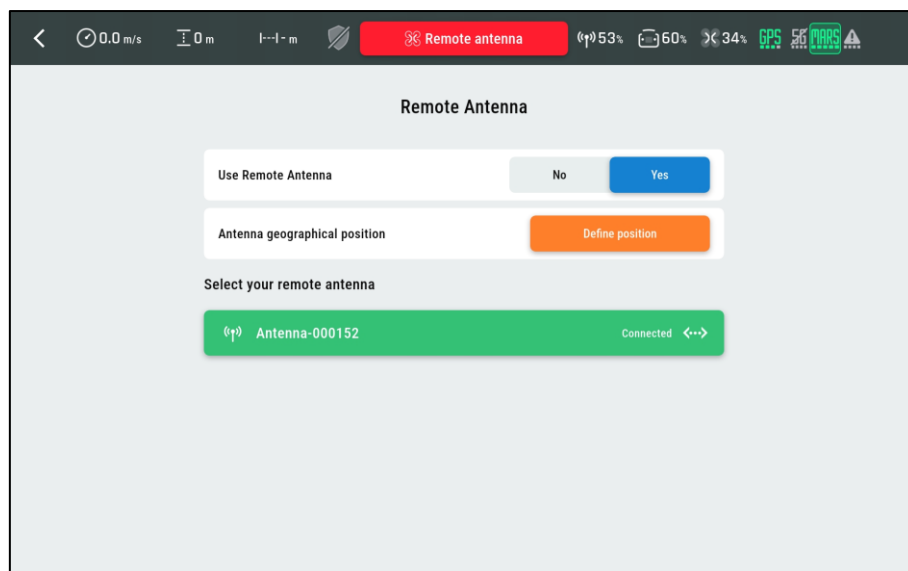 0.0 m/s 0 m I---I - m Remote antenna 53% 60% 34% GPS 5G MARS
Remote Antenna
Use Remote Antenna No Yes
Antenna geographical position Define position
Select your remote antenna
Antenna-000152 Connected